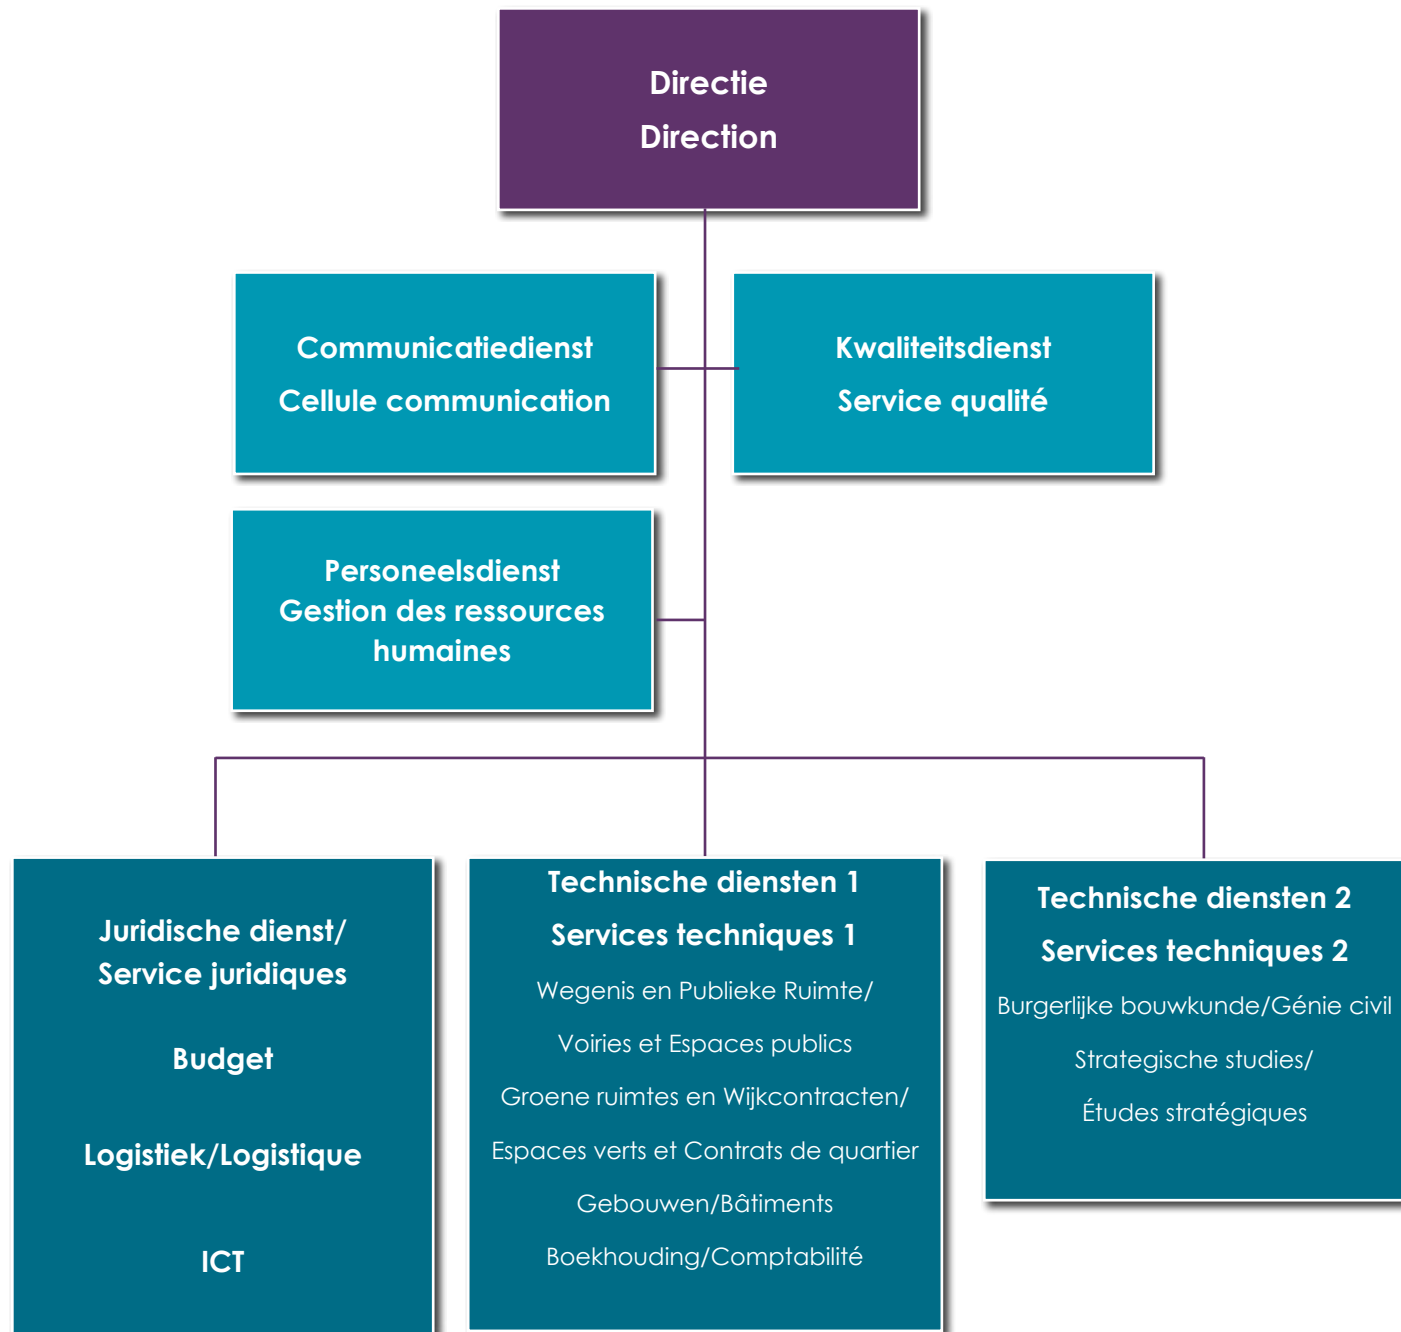 Directie
Direction
Communicatiedienst
Cellule communication
Kwaliteitsdienst
Service qualité
Personeelsdienst
Gestion des ressources
humaines
Juridische dienst/
Service juridiques
Budget
Logistiek/Logistique
ICT
Technische diensten 1
Services techniques 1
Wegenis en Publieke Ruimte/
Voiries et Espaces publics
Groene ruimtes en Wijkcontracten/
Espaces verts et Contrats de quartier
Gebouwen/Bâtiments
Boekhouding/Comptabilité
Technische diensten 2
Services techniques 2
Burgerlijke bouwkunde/Génie civil
Strategische studies/
Études stratégiques